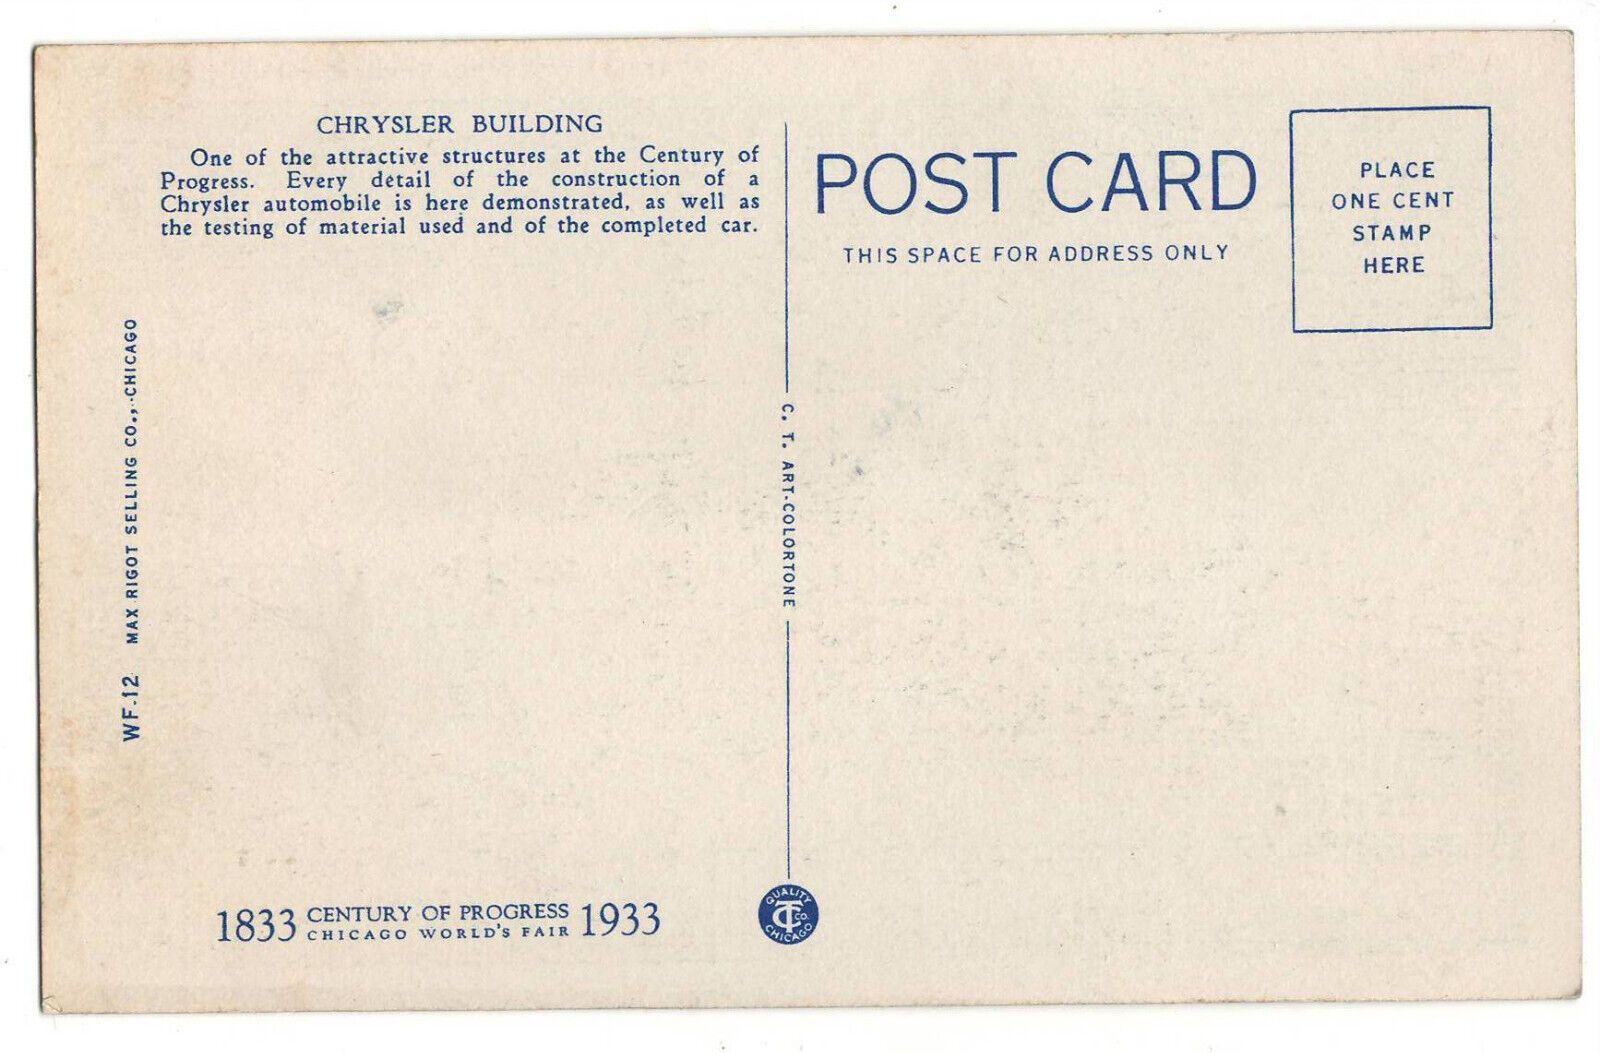 CHRYSLER BUILDING
One of the attractive structures at the Century of
Progress. Every detail of the construction of a
Chrysler automobile is here demonstrated, as well as
the testing of material used and of the completed car.
POST CARD
THIS SPACE FOR ADDRESS ONLY
PLACE
ONE CENT
STAMP
HERE
WF.12 MAX RIGOT SELLING CO., CHICAGO
C. T. ART-COLORTONE
1833 CENTURY OF PROGRESS 1933
CHICAGO WORLD'S FAIR
QUALITY
CT CO.
CHICAGO